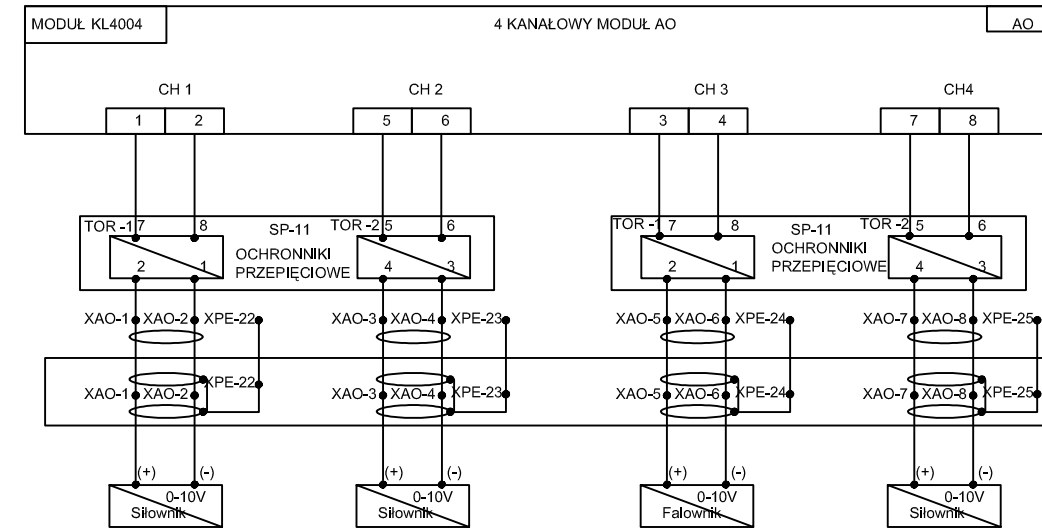 MODUŁ KL4004 4 KANAŁOWY MODUŁ AO AO
CH 1 CH 2 CH 3 CH4
1 2 5 6 3 4 7 8
TOR -1 7 8 SP-11 TOR -2 5 6 TOR -1 7 8 SP-11 TOR -2 5 6
OCHRONNIKI OCHRONNIKI
2 1 PRZEPIĘCIOWE 4 3 2 1 PRZEPIĘCIOWE 4 3
XAO-1 XAO-2 XPE-22 XAO-3 XAO-4 XPE-23 XAO-5 XAO-6 XPE-24 XAO-7 XAO-8 XPE-25
XAO-1 XAO-2 XPE-22 XAO-3 XAO-4 XPE-23 XAO-5 XAO-6 XPE-24 XAO-7 XAO-8 XPE-25
(+) (-) (+) (-) (+) (-) (+) (-)
0-10V 0-10V 0-10V 0-10V
Siłownik Siłownik Falownik Siłownik